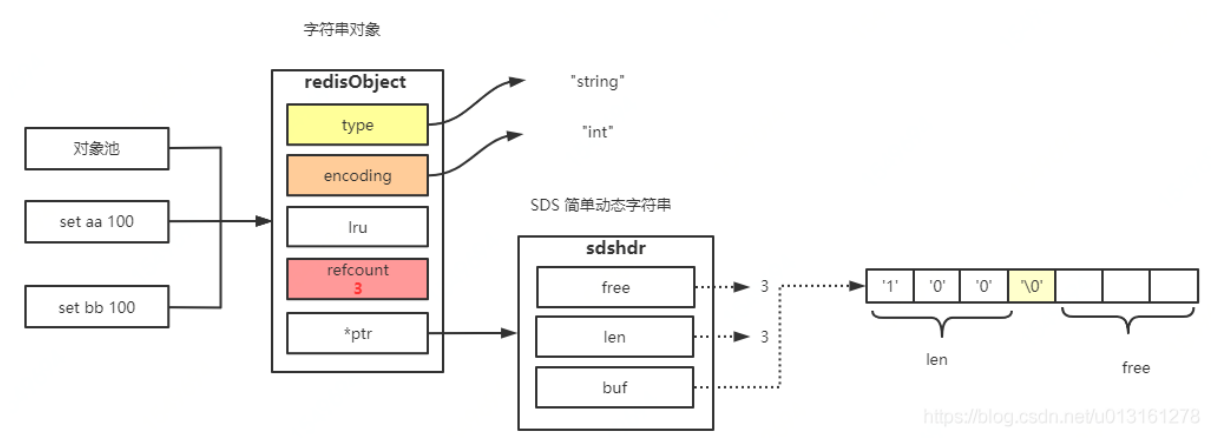 字符串对象
redisObject
type
encoding
lru
refcount
3
*ptr
"string"
"int"
对象池
set aa 100
set bb 100
SDS 简单动态字符串
sdshdr
free
len
buf
3
3
'1' '0' '0' '\0'
len
free
https://blog.csdn.net/u013161278